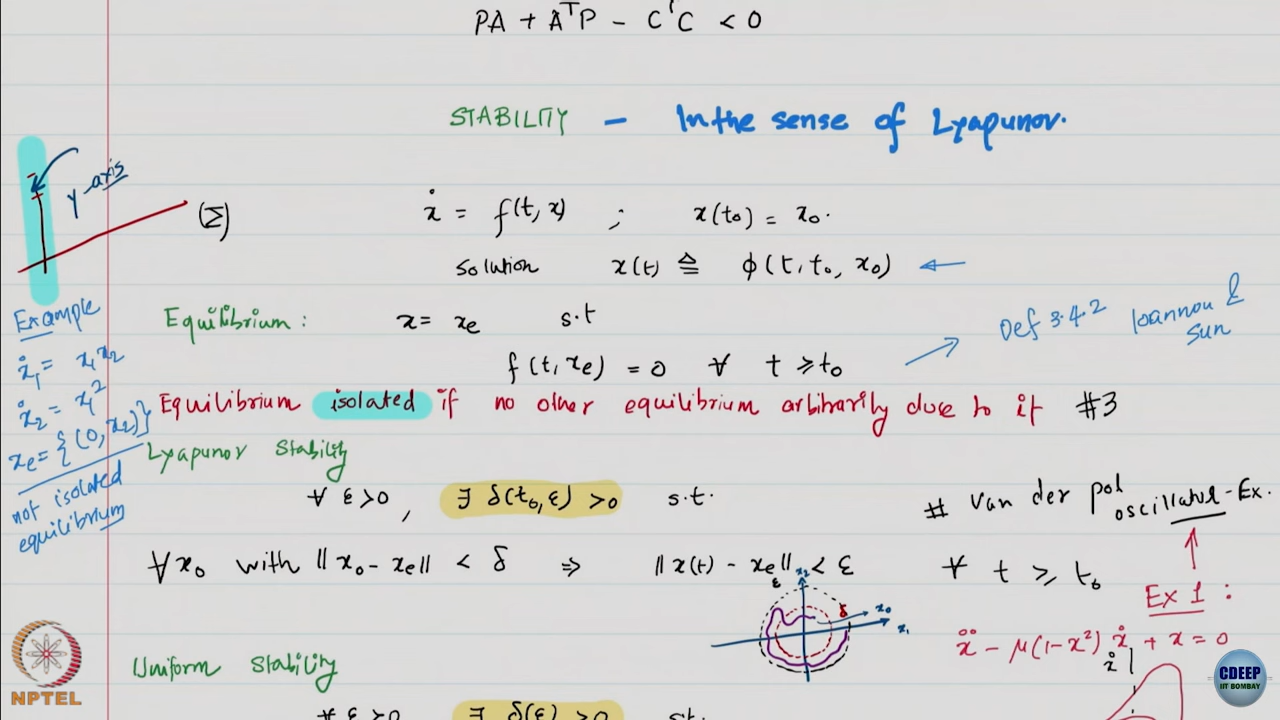 PA + AᵀP - CᵀC < 0
STABILITY - In the sense of Lyapunov.
Y-axis
(Σ)
ẋ = f(t, x) ; x(t₀) = x₀.
Solution x(t) ≜ φ(t, t₀, x₀)
Example
ẋ₁ = x₁x₂
ẋ₂ = x₁²
xₑ = {(0, x₂)}
not isolated
equilibrium
Equilibrium: x = xₑ s.t
f(t, xₑ) = 0 ∀ t ≥ t₀
Def 3.4.2 Ioannou &
Sun
Equilibrium isolated if no other equilibrium arbitrarily close to it #3
Lyapunov Stability
∀ ε > 0, ∃ δ(t₀, ε) > 0 s.t.
# Van der pol
oscillator - Ex.
∀ x₀ with ‖x₀ - xₑ‖ < δ ⇒ ‖x(t) - xₑ‖ < ε ∀ t ≥ t₀
ε x₂ δ x₀ x₁
Ex 1 :
ẍ - μ(1-x²) ẋ + x = 0
ẋ
Uniform Stability
∀ ε > 0 ∃ δ(ε) > 0 s.t.
NPTEL
CDEEP
IIT BOMBAY